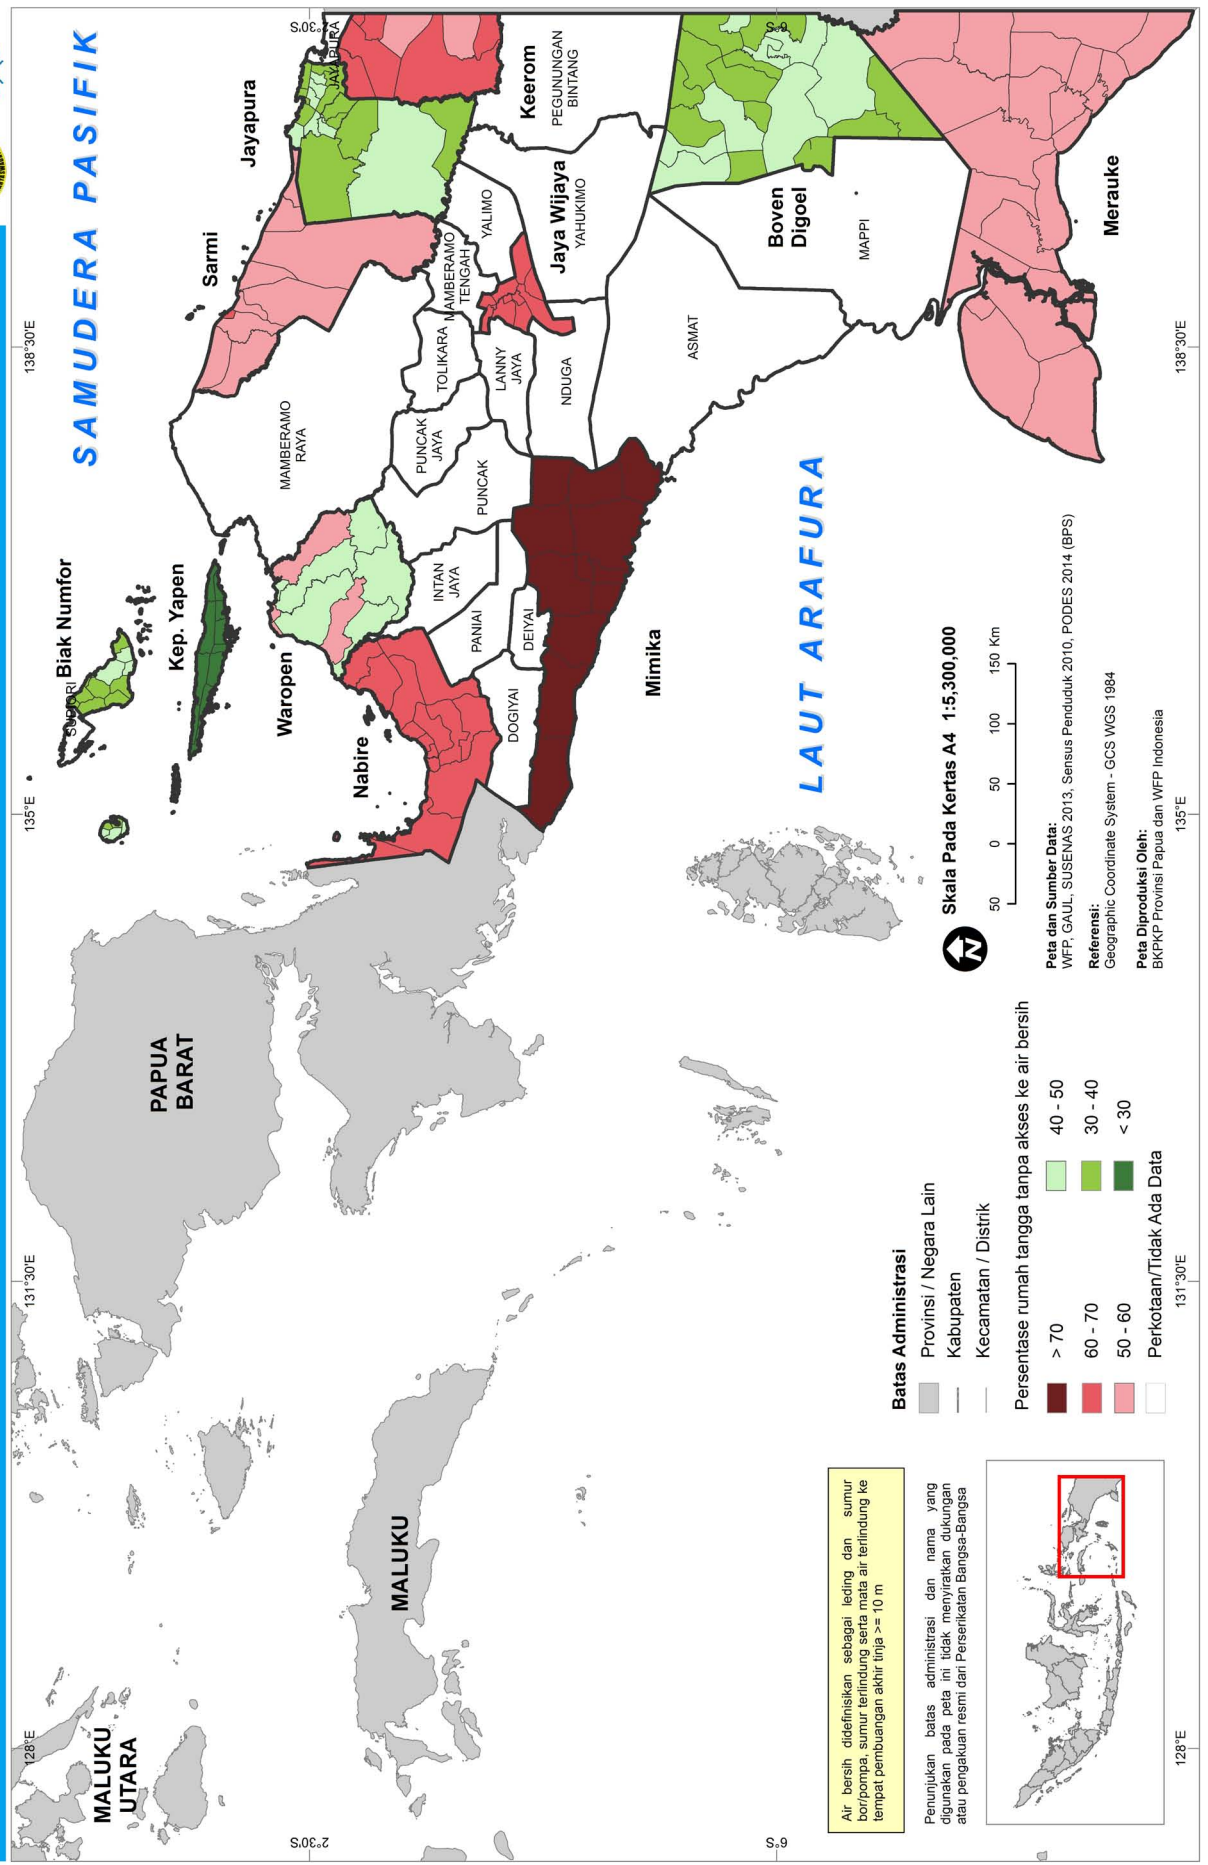 SAMUDERA PASIFIK
138°30'E
135°E
131°30'E
128°E
2°30'S
6°S
JAYAPURA
Jayapura
Sarmi
Keerom
PEGUNUNGAN
BINTANG
Jaya Wijaya
YAHUKIMO
YALIMO
MAMBERAMO
TENGAH
TOLIKARA
LANNY
JAYA
NDUGA
ASMAT
Boven
Digoel
MAPPI
Merauke
MAMBERAMO
RAYA
PUNCAK
JAYA
PUNCAK
INTAN
JAYA
PANIAI
DEIYAI
DOGIYAI
Biak Numfor
SUPIORI
Kep. Yapen
Waropen
Nabire
Mimika
LAUT ARAFURA
PAPUA
BARAT
MALUKU
MALUKU
UTARA
2°30'S
6°S
138°30'E
135°E
131°30'E
128°E
Air bersih didefinisikan sebagai leding dan sumur
bor/pompa, sumur terlindung serta mata air terlindung ke
tempat pembuangan akhir tinja >= 10 m
Penunjukan batas administrasi dan nama yang
digunakan pada peta ini tidak menyiratkan dukungan
atau pengakuan resmi dari Perserikatan Bangsa-Bangsa
Batas Administrasi
Provinsi / Negara Lain
Kabupaten
Kecamatan / Distrik
Persentase rumah tangga tanpa akses ke air bersih
> 70
60 - 70
50 - 60
40 - 50
30 - 40
< 30
Perkotaan/Tidak Ada Data
N
Skala Pada Kertas A4 1:5,300,000
50 0 50 100 150 Km
Peta dan Sumber Data:
WFP, GAUL, SUSENAS 2013, Sensus Penduduk 2010, PODES 2014 (BPS)
Referensi:
Geographic Coordinate System - GCS WGS 1984
Peta Diproduksi Oleh:
BKPKP Provinsi Papua dan WFP Indonesia